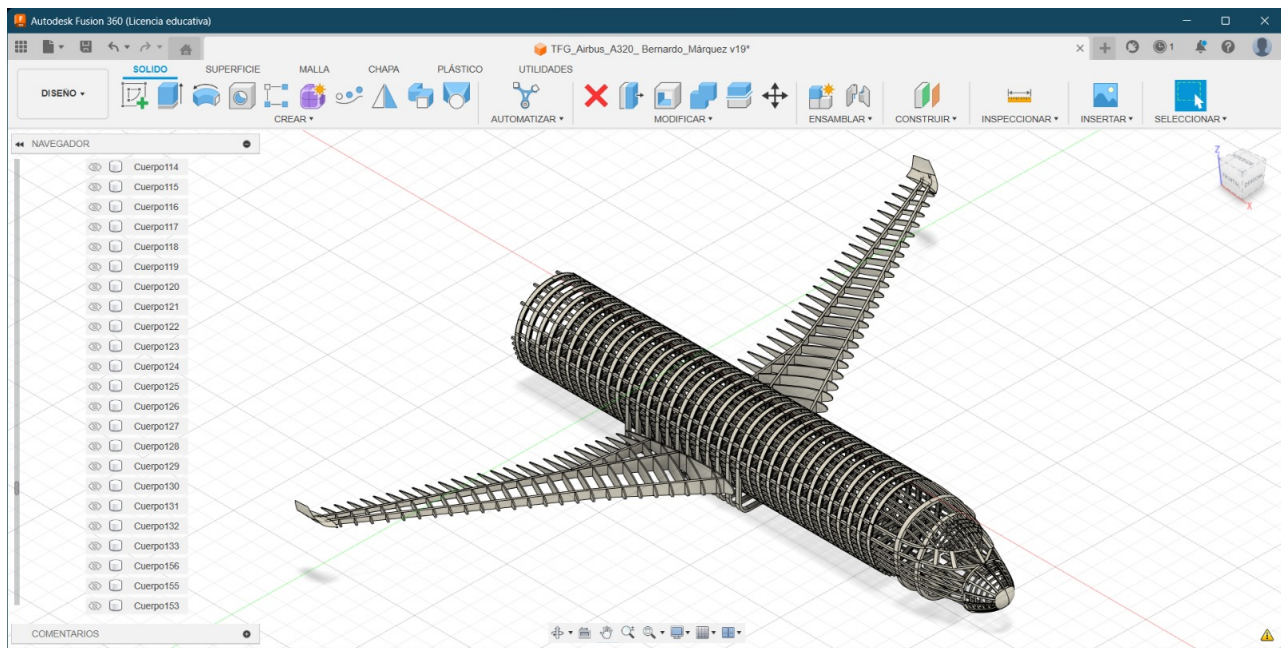 Autodesk Fusion 360 (Licencia educativa)
TFG_Airbus_A320_ Bernardo_Márquez v19*
1
SOLIDO SUPERFICIE MALLA CHAPA PLÁSTICO UTILIDADES
DISEÑO
CREAR AUTOMATIZAR MODIFICAR ENSAMBLAR CONSTRUIR INSPECCIONAR INSERTAR SELECCIONAR
NAVEGADOR
Z
X
Cuerpo114
Cuerpo115
Cuerpo116
Cuerpo117
Cuerpo118
Cuerpo119
Cuerpo120
Cuerpo121
Cuerpo122
Cuerpo123
Cuerpo124
Cuerpo125
Cuerpo126
Cuerpo127
Cuerpo128
Cuerpo129
Cuerpo130
Cuerpo131
Cuerpo132
Cuerpo133
Cuerpo156
Cuerpo155
Cuerpo153
COMENTARIOS